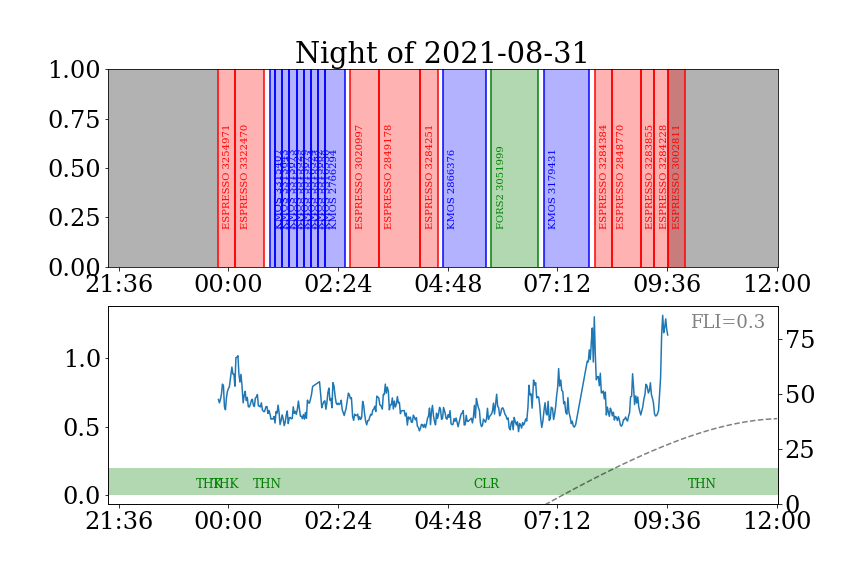 Night of 2021-08-31
1.00
0.75
0.50
0.25
0.00
ESPRESSO 3254971
ESPRESSO 3322470
KMOS 2766294
ESPRESSO 3020997
ESPRESSO 2849178
ESPRESSO 3284251
KMOS 2866376
FORS2 3051999
KMOS 3179431
ESPRESSO 3284384
ESPRESSO 2848770
ESPRESSO 3283855
ESPRESSO 3284228
ESPRESSO 3002811
21:36 00:00 02:24 04:48 07:12 09:36 12:00
FLI=0.3
1.0
0.5
0.0
75
50
25
0
THK THK THN CLR THN
21:36 00:00 02:24 04:48 07:12 09:36 12:00